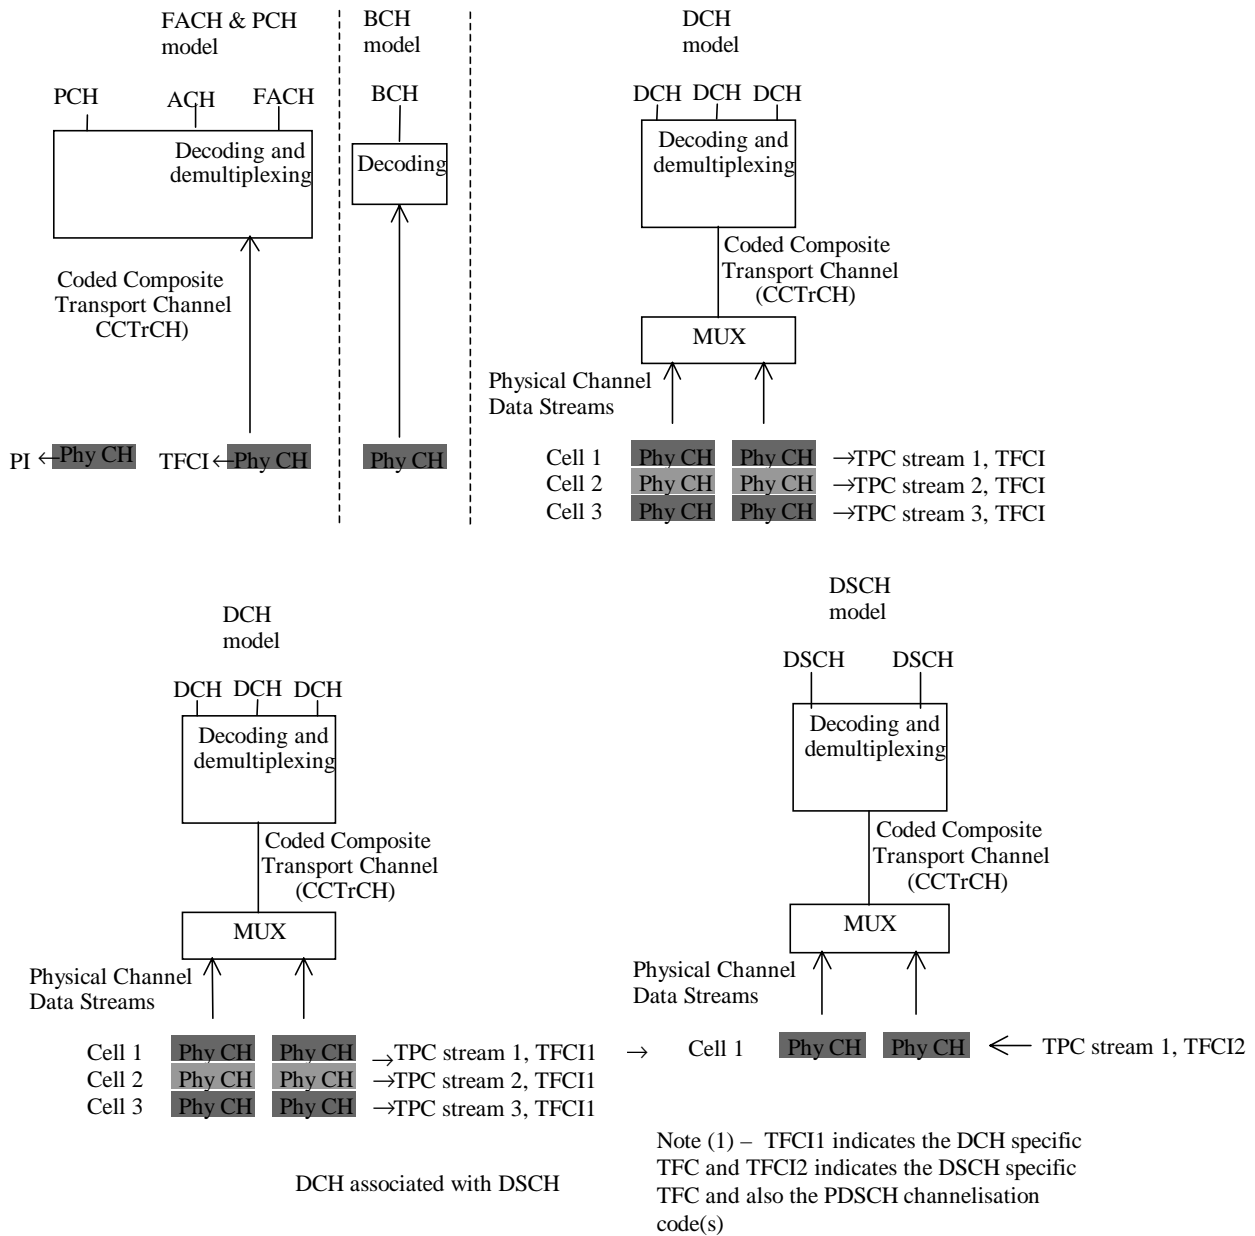 FACH & PCH
model
BCH
model
DCH
model
PCH
ACH
FACH
BCH
DCH DCH DCH
Decoding and
demultiplexing
Decoding
Decoding and
demultiplexing
Coded Composite
Transport Channel
CCTrCH)
Coded Composite
Transport Channel
(CCTrCH)
MUX
Physical Channel
Data Streams
PI ←Phy CH
TFCI←Phy CH
Phy CH
Cell 1 Phy CH Phy CH →TPC stream 1, TFCI
Cell 2 Phy CH Phy CH →TPC stream 2, TFCI
Cell 3 Phy CH Phy CH →TPC stream 3, TFCI
DCH
model
DCH DCH DCH
Decoding and
demultiplexing
Coded Composite
Transport Channel
(CCTrCH)
MUX
Physical Channel
Data Streams
Cell 1 Phy CH Phy CH →TPC stream 1, TFCI1
Cell 2 Phy CH Phy CH →TPC stream 2, TFCI1
Cell 3 Phy CH Phy CH →TPC stream 3, TFCI1
DCH associated with DSCH
DSCH
model
DSCH DSCH
Decoding and
demultiplexing
Coded Composite
Transport Channel
(CCTrCH)
MUX
Physical Channel
Data Streams
→ Cell 1 Phy CH Phy CH ← TPC stream 1, TFCI2
Note (1) – TFCI1 indicates the DCH specific
TFC and TFCI2 indicates the DSCH specific
TFC and also the PDSCH channelisation
code(s)